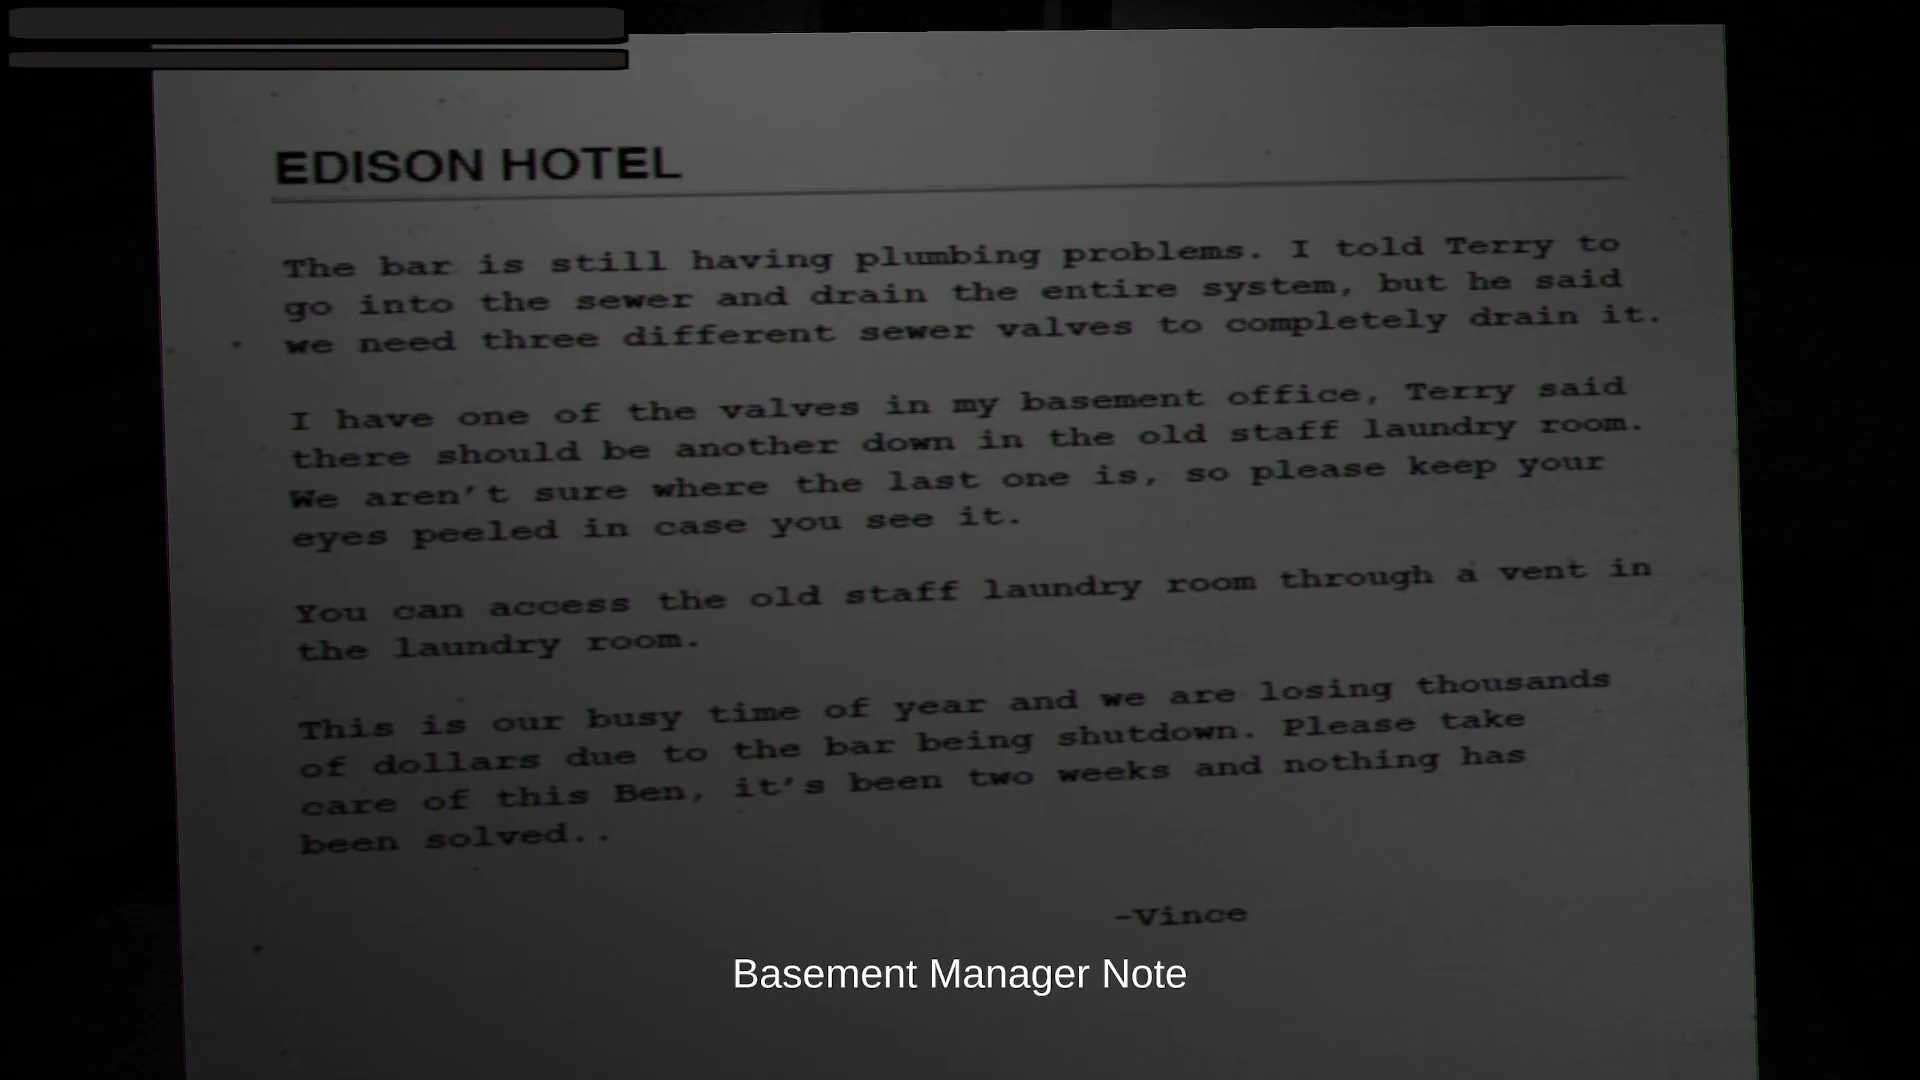 EDISON HOTEL
The bar is still having plumbing problems. I told Terry to
go into the sewer and drain the entire system, but he said
we need three different sewer valves to completely drain it.
I have one of the valves in my basement office, Terry said
there should be another down in the old staff laundry room.
We aren't sure where the last one is, so please keep your
eyes peeled in case you see it.
You can access the old staff laundry room through a vent in
the laundry room.
This is our busy time of year and we are losing thousands
of dollars due to the bar being shutdown. Please take
care of this Ben, it's been two weeks and nothing has
been solved..
-Vince
Basement Manager Note